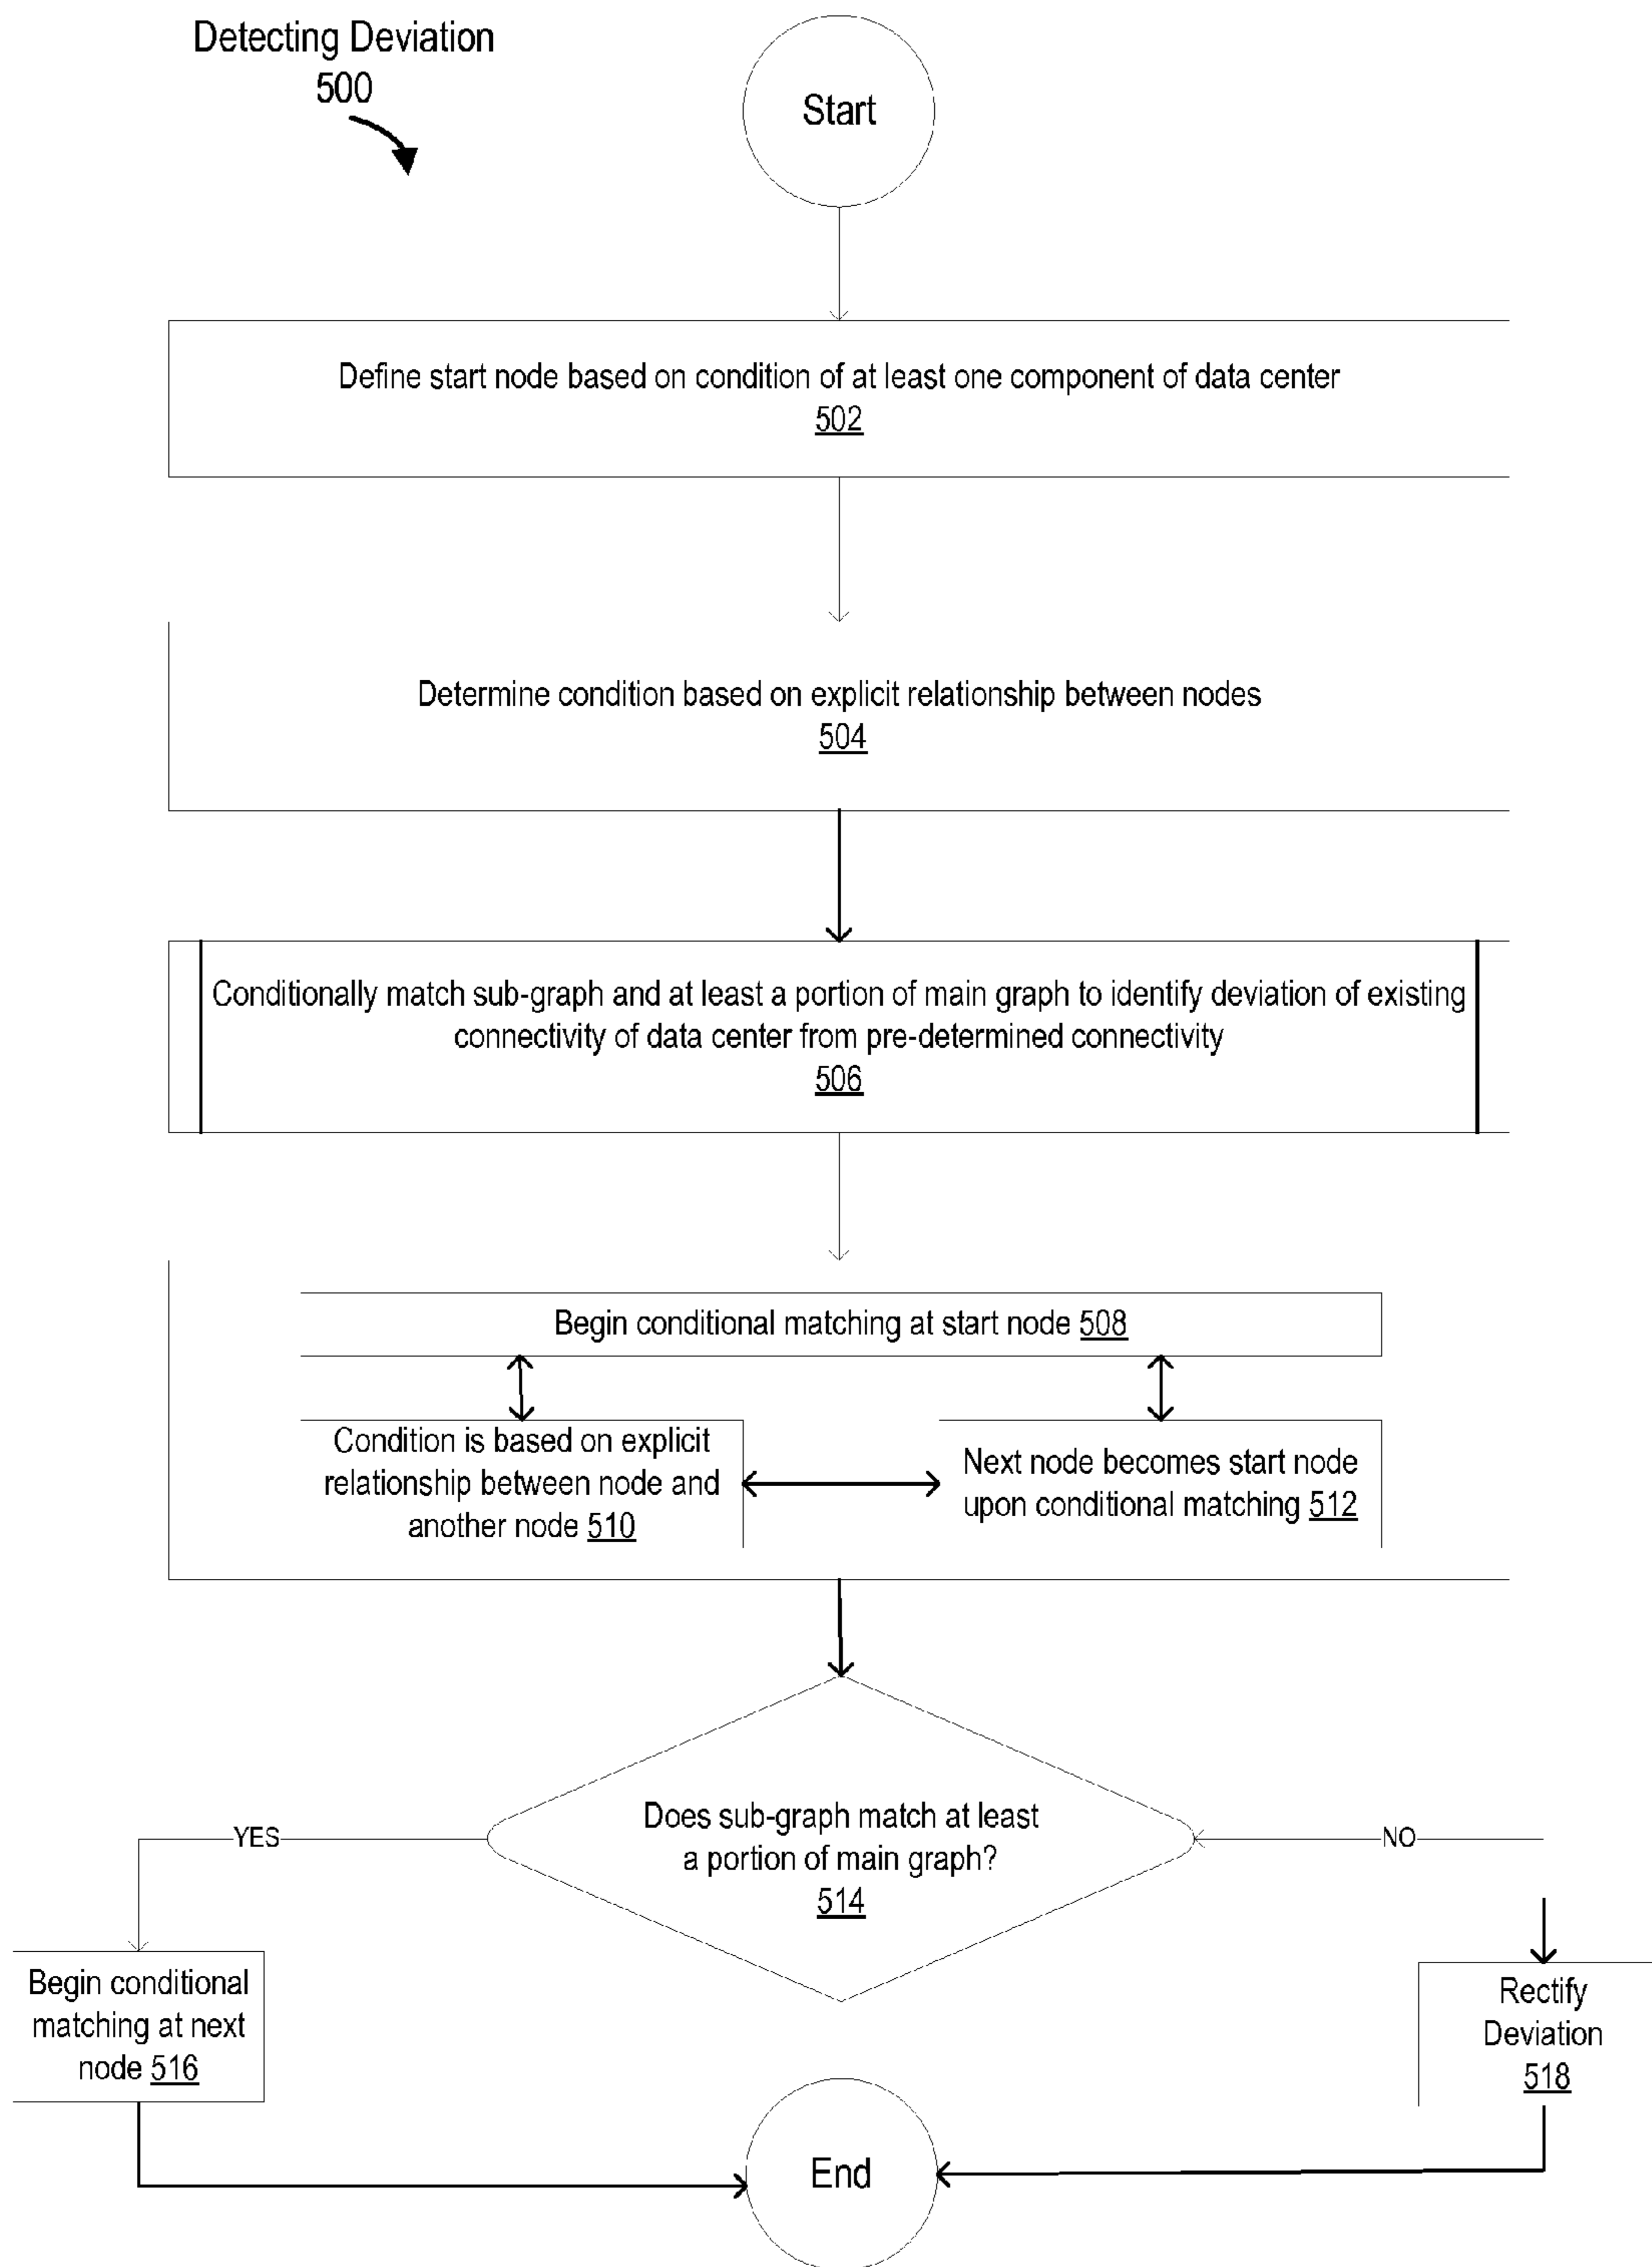 Detecting Deviation
500
Start
Define start node based on condition of at least one component of data center
502
Determine condition based on explicit relationship between nodes
504
Conditionally match sub-graph and at least a portion of main graph to identify deviation of existing
connectivity of data center from pre-determined connectivity
506
Begin conditional matching at start node 508
Condition is based on explicit
relationship between node and
another node 510
Next node becomes start node
upon conditional matching 512
Does sub-graph match at least
a portion of main graph?
514
YES
NO
Begin conditional
matching at next
node 516
Rectify
Deviation
518
End